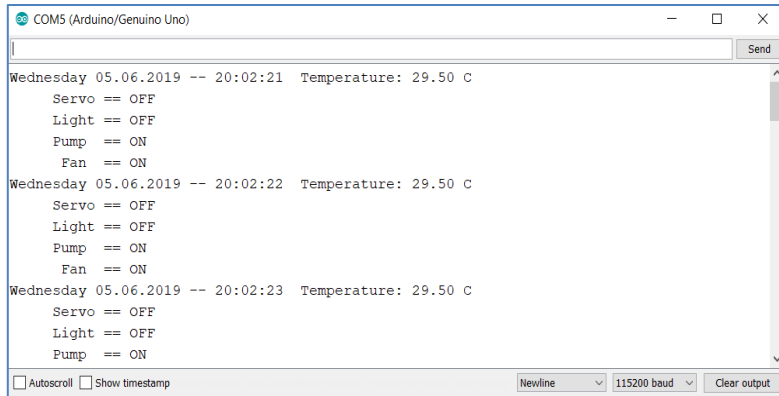 COM5 (Arduino/Genuino Uno)
Send
Wednesday 05.06.2019 -- 20:02:21  Temperature: 29.50 C
     Servo == OFF
     Light == OFF
     Pump  == ON
      Fan  == ON
Wednesday 05.06.2019 -- 20:02:22  Temperature: 29.50 C
     Servo == OFF
     Light == OFF
     Pump  == ON
      Fan  == ON
Wednesday 05.06.2019 -- 20:02:23  Temperature: 29.50 C
     Servo == OFF
     Light == OFF
     Pump  == ON
Autoscroll Show timestamp Newline 115200 baud Clear output